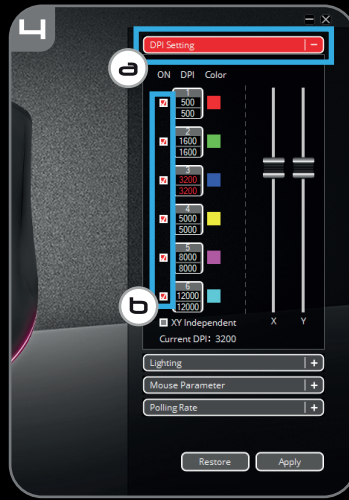 4
DPI Setting | −
a
ON DPI Color
1
500
500
2
1600
1600
3
3200
3200
4
5000
5000
5
8000
8000
b
6
12000
12000
XY Independent
X Y
Current DPI: 3200
Lighting | +
Mouse Parameter | +
Polling Rate | +
Restore Apply